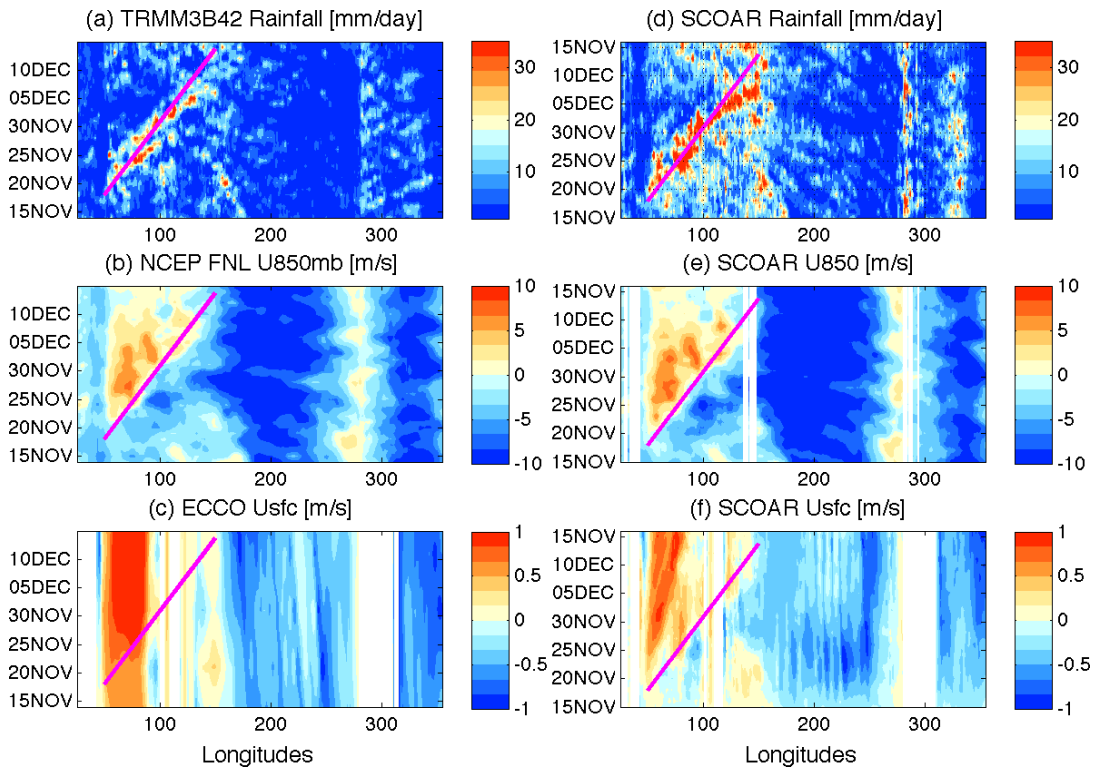 (a) TRMM3B42 Rainfall [mm/day]
10DEC
05DEC
30NOV
25NOV
20NOV
15NOV
100 200 300
30
20
10
(d) SCOAR Rainfall [mm/day]
15NOV
10DEC
05DEC
30NOV
25NOV
20NOV
15NOV
100 200 300
30
20
10
(b) NCEP FNL U850mb [m/s]
10DEC
05DEC
30NOV
25NOV
20NOV
15NOV
100 200 300
10
5
0
-5
-10
(e) SCOAR U850 [m/s]
15NOV
10DEC
05DEC
30NOV
25NOV
20NOV
15NOV
100 200 300
10
5
0
-5
-10
(c) ECCO Usfc [m/s]
10DEC
05DEC
30NOV
25NOV
20NOV
15NOV
100 200 300
Longitudes
1
0.5
0
-0.5
-1
(f) SCOAR Usfc [m/s]
15NOV
10DEC
05DEC
30NOV
25NOV
20NOV
15NOV
100 200 300
Longitudes
1
0.5
0
-0.5
-1